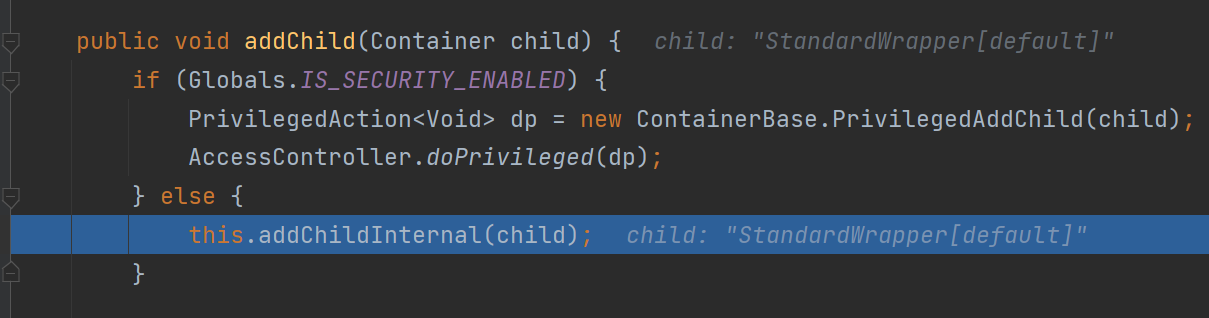 public void addChild(Container child) {  child: "StandardWrapper[default]"
    if (Globals.IS_SECURITY_ENABLED) {
        PrivilegedAction<Void> dp = new ContainerBase.PrivilegedAddChild(child);
        AccessController.doPrivileged(dp);
    } else {
        this.addChildInternal(child);  child: "StandardWrapper[default]"
    }